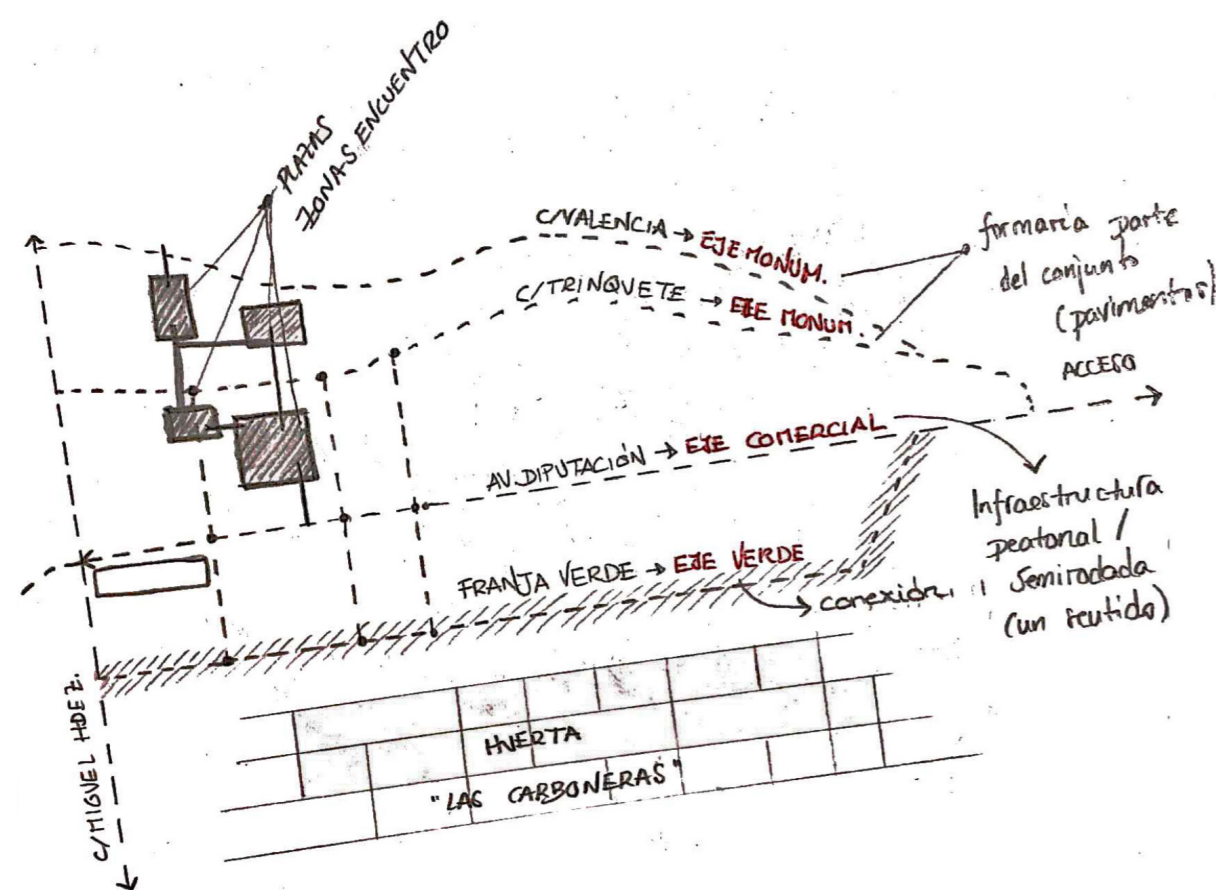 PLAZAS
ZONAS ENCUENTRO
C/VALENCIA → EJE MONUM.
C/TRINQUETE → EJE MONUM.
formaría parte
del conjunto
(pavimentos)
ACCESO
AV. DIPUTACIÓN → EJE COMERCIAL
Infraestructura
peatonal /
Semirodada
(un sentido)
FRANJA VERDE → EJE VERDE
conexión
C/MIGUEL HDEZ.
HUERTA
"LAS CARBONERAS"